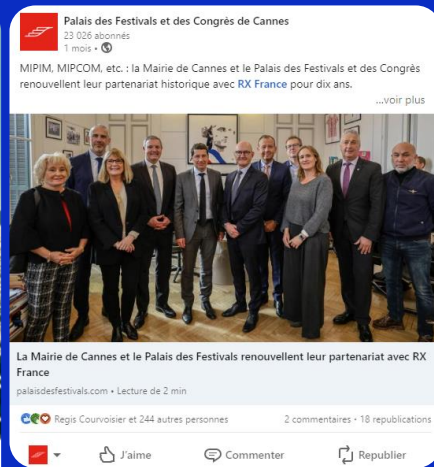 Palais des Festivals et des Congrès de Cannes
23 026 abonnés
1 mois •
MIPIM, MIPCOM, etc. : la Mairie de Cannes et le Palais des Festivals et des Congrès
renouvellent leur partenariat historique avec RX France pour dix ans.
...voir plus
La Mairie de Cannes et le Palais des Festivals renouvellent leur partenariat avec RX
France
palaisdesfestivals.com • Lecture de 2 min
Regis Courvoisier et 244 autres personnes
2 commentaires • 18 republications
J'aime
Commenter
Republier